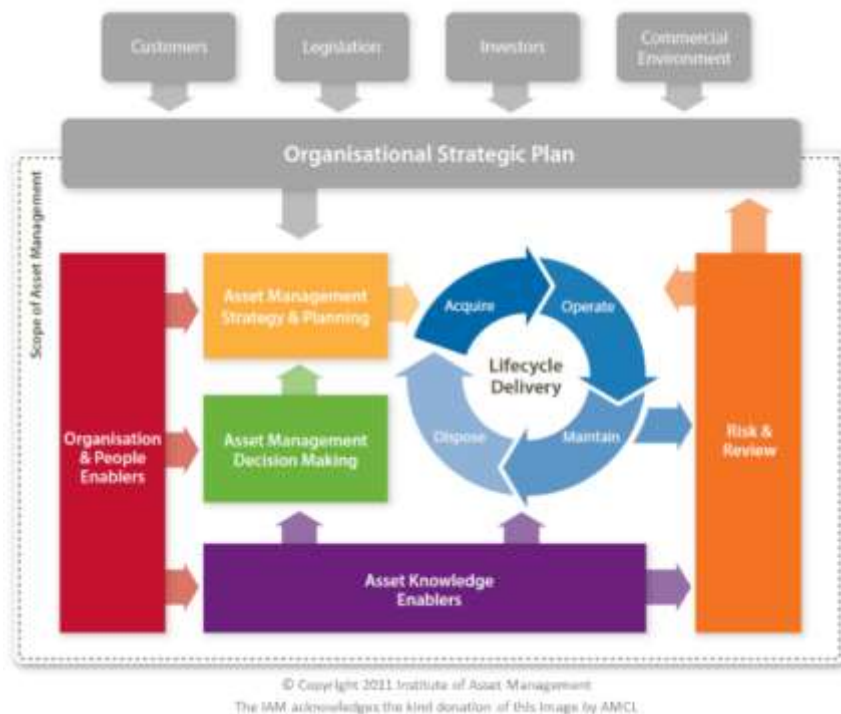 Customers
Legislation
Investors
Commercial
Environment
Organisational Strategic Plan
Scope of Asset Management
Asset Management
Strategy & Planning
Acquire
Operate
Lifecycle
Delivery
Organisation
& People
Enablers
Asset Management
Decision Making
Dispose
Maintain
Risk &
Review
Asset Knowledge
Enablers
© Copyright 2011 Institute of Asset Management
The IAM acknowledges the kind donation of this image by AMCL